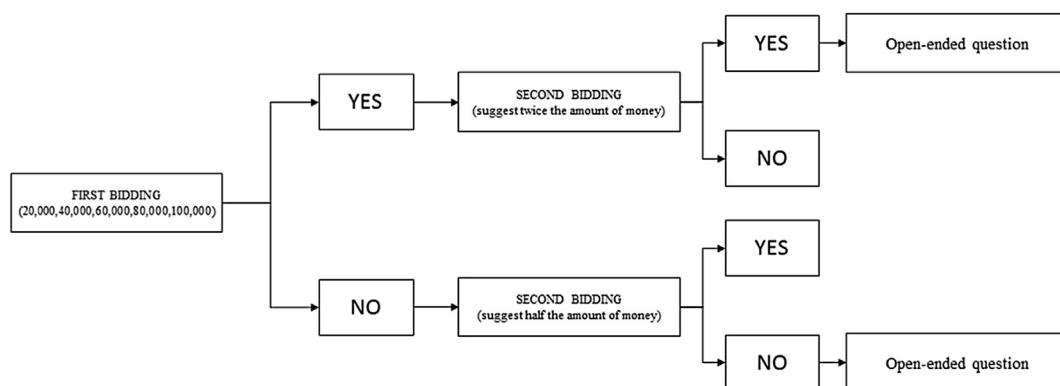 FIRST BIDDING
(20,000,40,000,60,000,80,000,100,000)
YES
SECOND BIDDING
(suggest twice the amount of money)
YES
Open-ended question
NO
NO
SECOND BIDDING
(suggest half the amount of money)
YES
NO
Open-ended question